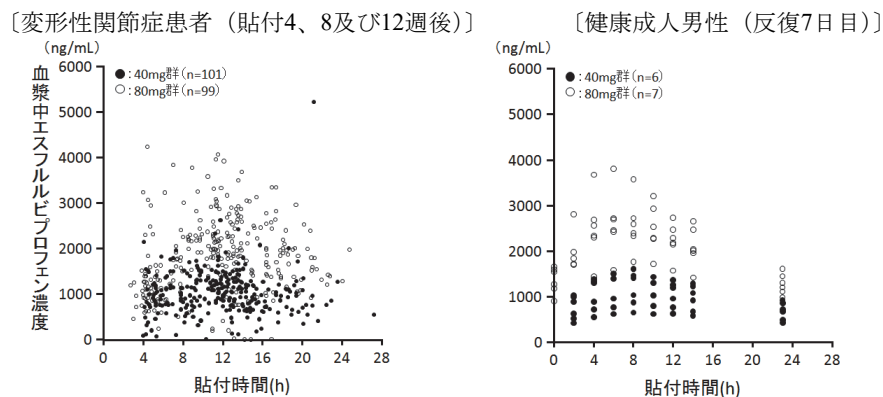 〔変形性関節症患者（貼付4、8及び12週後）〕
(ng/mL)
血漿中エスフルルビプロフェン濃度
6000
5000
4000
3000
2000
1000
0
●：40mg群(n=101)
○：80mg群(n=99)
0 4 8 12 16 20 24 28
貼付時間(h)
〔健康成人男性（反復7日目）〕
(ng/mL)
6000
5000
4000
3000
2000
1000
0
●：40mg群(n=6)
○：80mg群(n=7)
0 4 8 12 16 20 24 28
貼付時間(h)